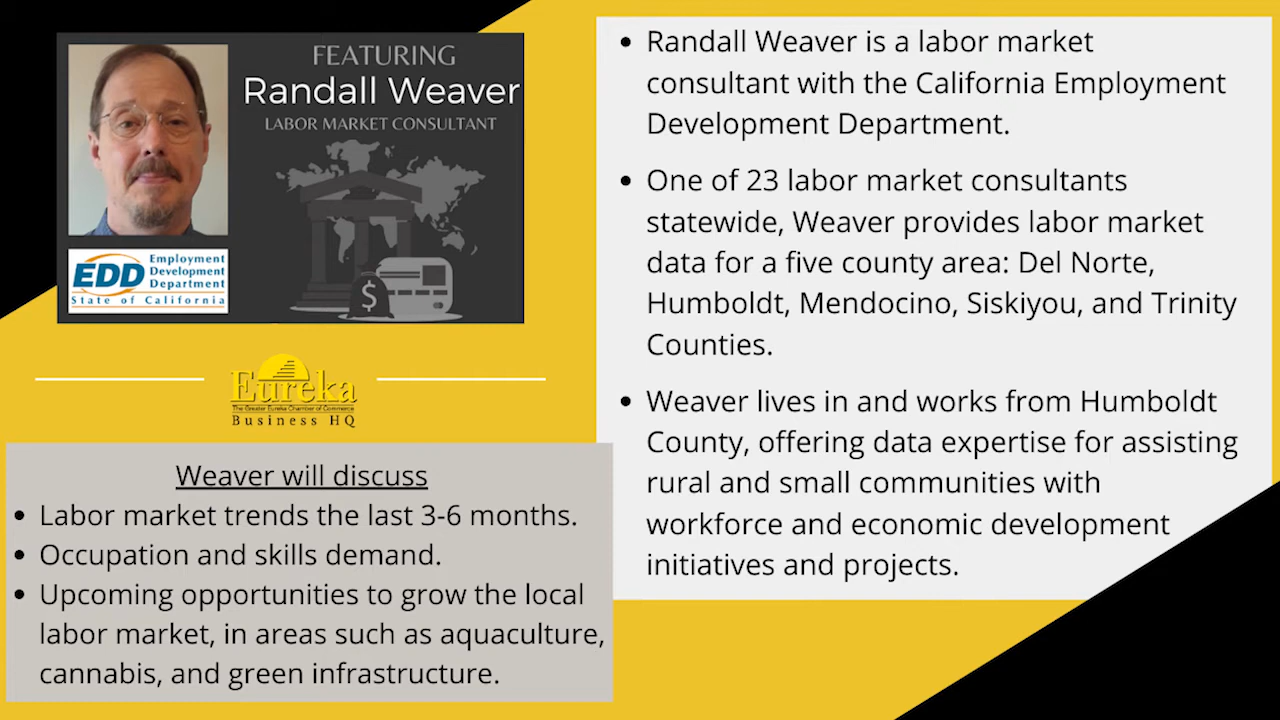 FEATURING
Randall Weaver
LABOR MARKET CONSULTANT
$
EDD Employment
Development
Department
State of California
Eureka
The Greater Eureka Chamber of Commerce
Business HQ
Weaver will discuss
• Labor market trends the last 3-6 months.
• Occupation and skills demand.
• Upcoming opportunities to grow the local
labor market, in areas such as aquaculture,
cannabis, and green infrastructure.
• Randall Weaver is a labor market
consultant with the California Employment
Development Department.
• One of 23 labor market consultants
statewide, Weaver provides labor market
data for a five county area: Del Norte,
Humboldt, Mendocino, Siskiyou, and Trinity
Counties.
• Weaver lives in and works from Humboldt
County, offering data expertise for assisting
rural and small communities with
workforce and economic development
initiatives and projects.